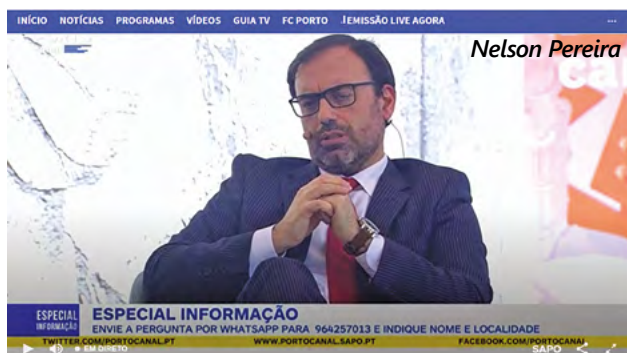 INÍCIO NOTÍCIAS PROGRAMAS VÍDEOS GUIA TV FC PORTO EMISSÃO LIVE AGORA ...
Nelson Pereira
ca
ESPECIAL INFORMAÇÃO
ESPECIAL INFORMAÇÃO
ENVIE A PERGUNTA POR WHATSAPP PARA 964257013 E INDIQUE NOME E LOCALIDADE
TWITTER.COM/PORTOCANAL.PT WWW.PORTOCANAL.SAPO.PT FACEBOOK.COM/PORTOCANAL
EM DIRETO SAPO